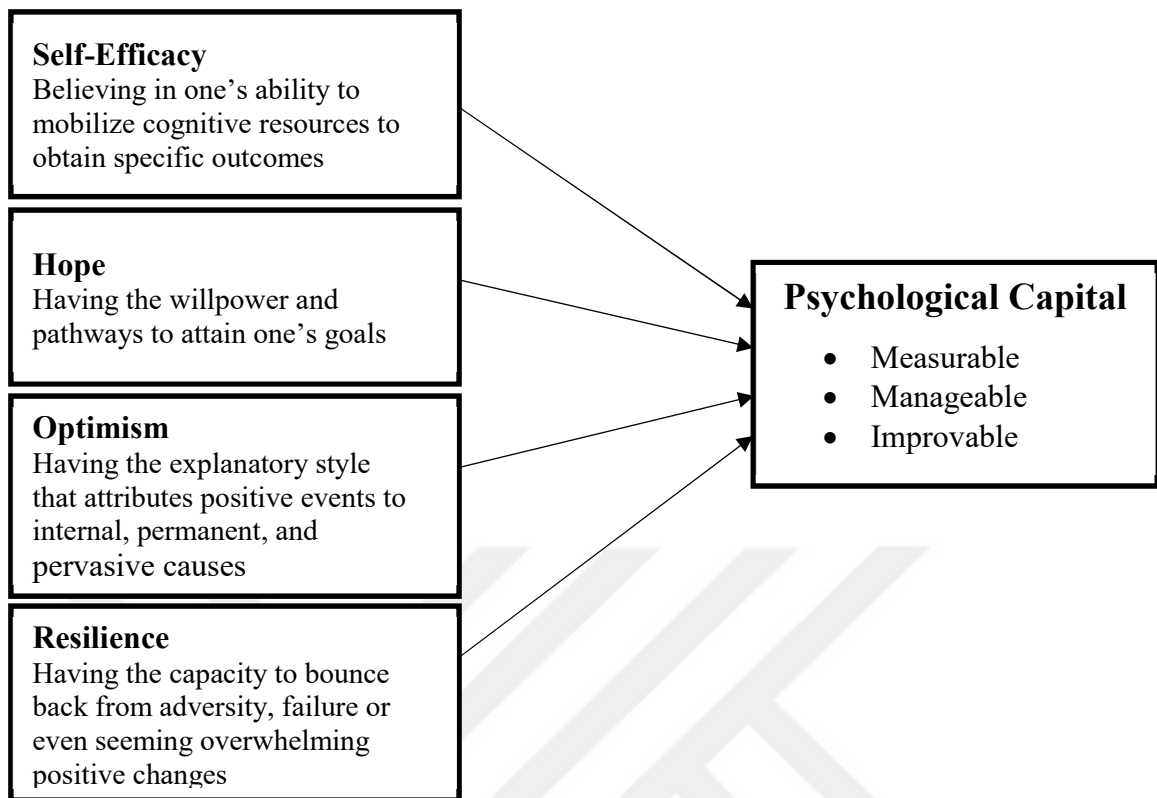 Self-Efficacy
Believing in one’s ability to
mobilize cognitive resources to
obtain specific outcomes
Hope
Having the willpower and
pathways to attain one’s goals
Optimism
Having the explanatory style
that attributes positive events to
internal, permanent, and
pervasive causes
Resilience
Having the capacity to bounce
back from adversity, failure or
even seeming overwhelming
positive changes
Psychological Capital
• Measurable
• Manageable
• Improvable